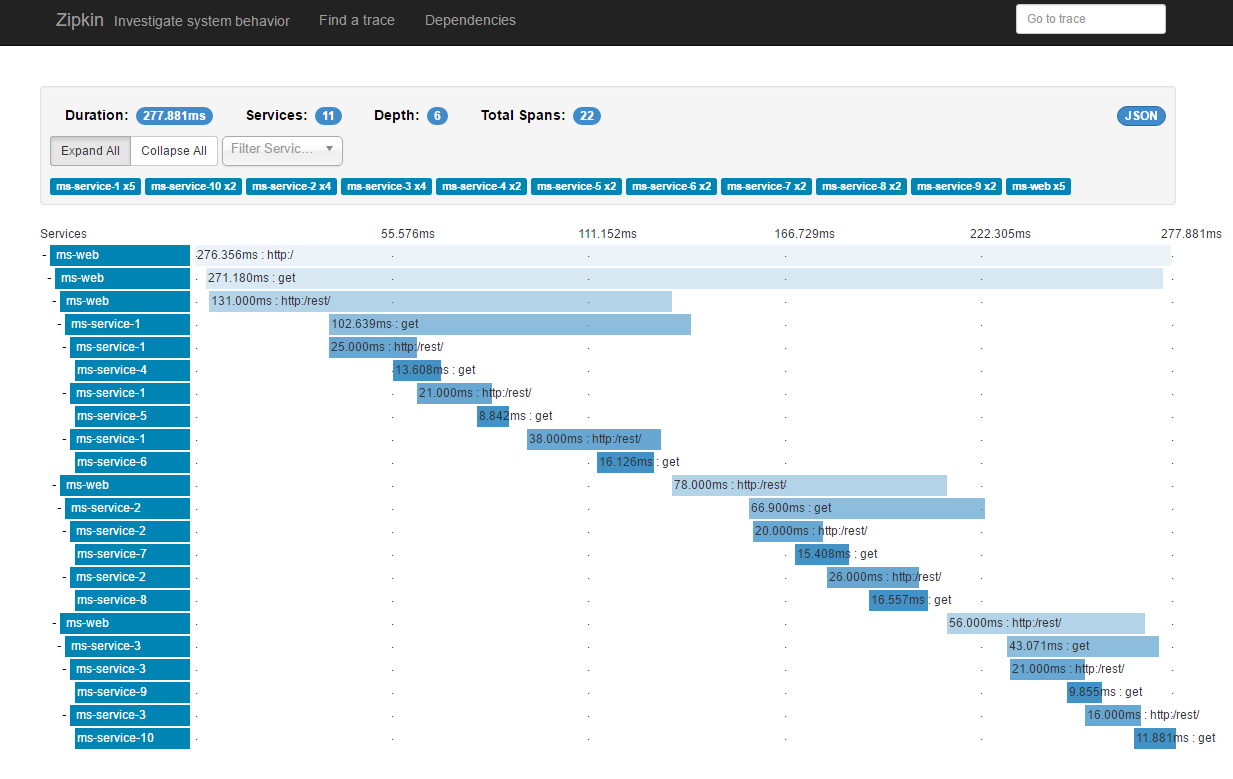 Zipkin Investigate system behavior Find a trace Dependencies Go to trace
Duration: 277.881ms Services: 11 Depth: 6 Total Spans: 22 JSON
Expand All Collapse All Filter Servic...
ms-service-1 x5 ms-service-10 x2 ms-service-2 x4 ms-service-3 x4 ms-service-4 x2 ms-service-5 x2 ms-service-6 x2 ms-service-7 x2 ms-service-8 x2 ms-service-9 x2 ms-web x5
Services 55.576ms 111.152ms 166.729ms 222.305ms 277.881ms
- ms-web 276.356ms : http:/
- ms-web 271.180ms : get
- ms-web 131.000ms : http:/rest/
- ms-service-1 102.639ms : get
- ms-service-1 25.000ms : http:/rest/
ms-service-4 13.608ms : get
- ms-service-1 21.000ms : http:/rest/
ms-service-5 8.842ms : get
- ms-service-1 38.000ms : http:/rest/
ms-service-6 16.126ms : get
- ms-web 78.000ms : http:/rest/
- ms-service-2 66.900ms : get
- ms-service-2 20.000ms : http:/rest/
ms-service-7 15.408ms : get
- ms-service-2 26.000ms : http:/rest/
ms-service-8 16.557ms : get
- ms-web 56.000ms : http:/rest/
- ms-service-3 43.071ms : get
- ms-service-3 21.000ms : http:/rest/
ms-service-9 9.855ms : get
- ms-service-3 16.000ms : http:/rest/
ms-service-10 11.881ms : get